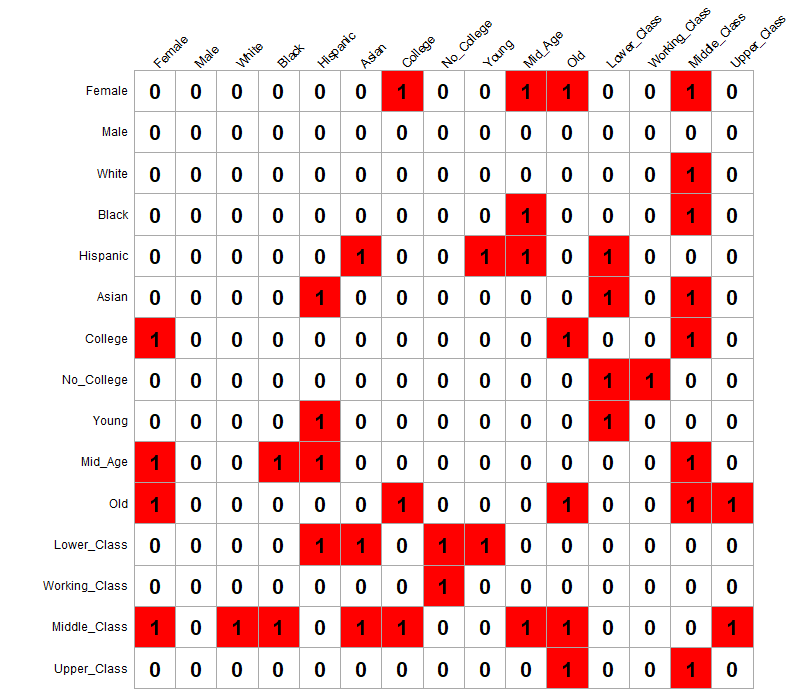 Female Male White Black Hispanic Asian College No_College Young Mid_Age Old Lower_Class Working_Class Middle_Class Upper_Class
Female 0 0 0 0 0 0 1 0 0 1 1 0 0 1 0
Male 0 0 0 0 0 0 0 0 0 0 0 0 0 0 0
White 0 0 0 0 0 0 0 0 0 0 0 0 0 1 0
Black 0 0 0 0 0 0 0 0 0 1 0 0 0 1 0
Hispanic 0 0 0 0 0 1 0 0 1 1 0 1 0 0 0
Asian 0 0 0 0 1 0 0 0 0 0 0 1 0 1 0
College 1 0 0 0 0 0 0 0 0 0 1 0 0 1 0
No_College 0 0 0 0 0 0 0 0 0 0 0 1 1 0 0
Young 0 0 0 0 1 0 0 0 0 0 0 1 0 0 0
Mid_Age 1 0 0 1 1 0 0 0 0 0 0 0 0 1 0
Old 1 0 0 0 0 0 1 0 0 0 1 0 0 1 1
Lower_Class 0 0 0 0 1 1 0 1 1 0 0 0 0 0 0
Working_Class 0 0 0 0 0 0 0 1 0 0 0 0 0 0 0
Middle_Class 1 0 1 1 0 1 1 0 0 1 1 0 0 0 1
Upper_Class 0 0 0 0 0 0 0 0 0 0 1 0 0 1 0